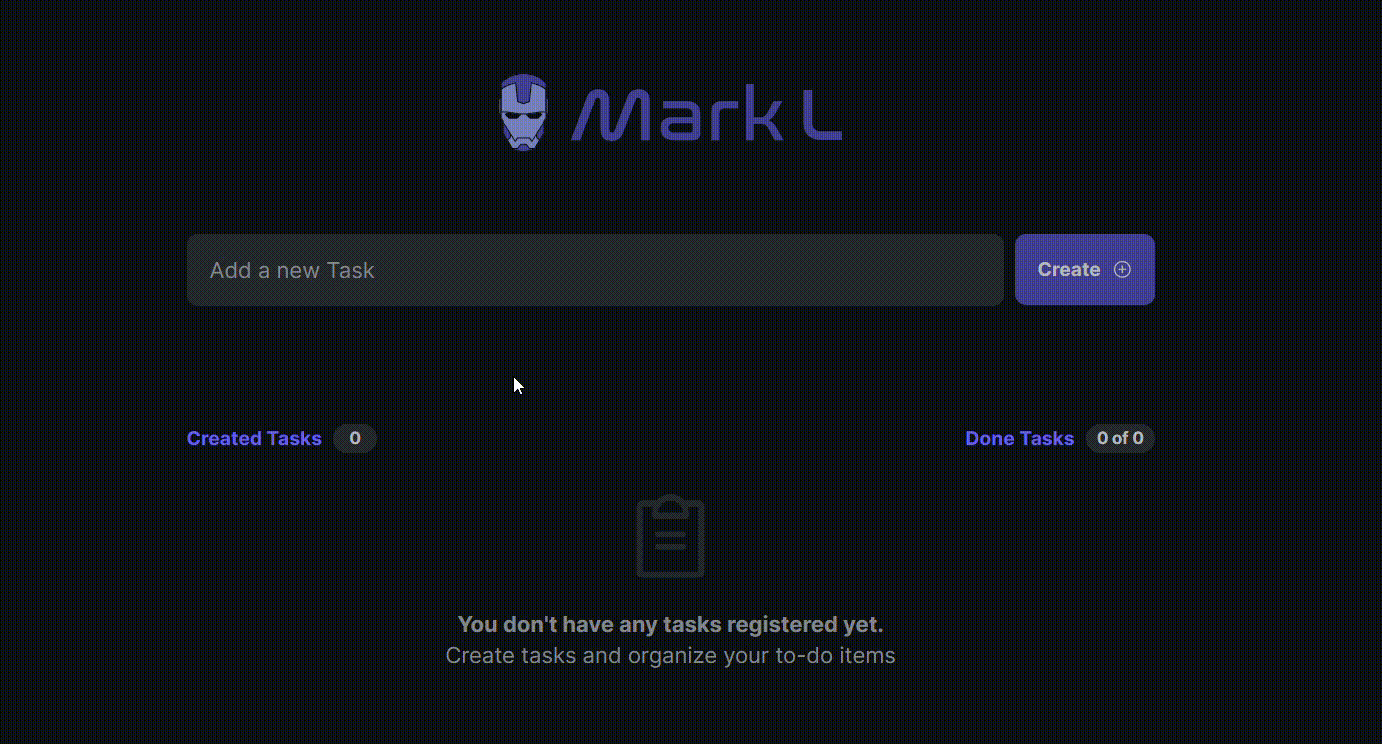 Mark L
Add a new Task
Create
Created Tasks 0
Done Tasks 0 of 0
You don't have any tasks registered yet.
Create tasks and organize your to-do items